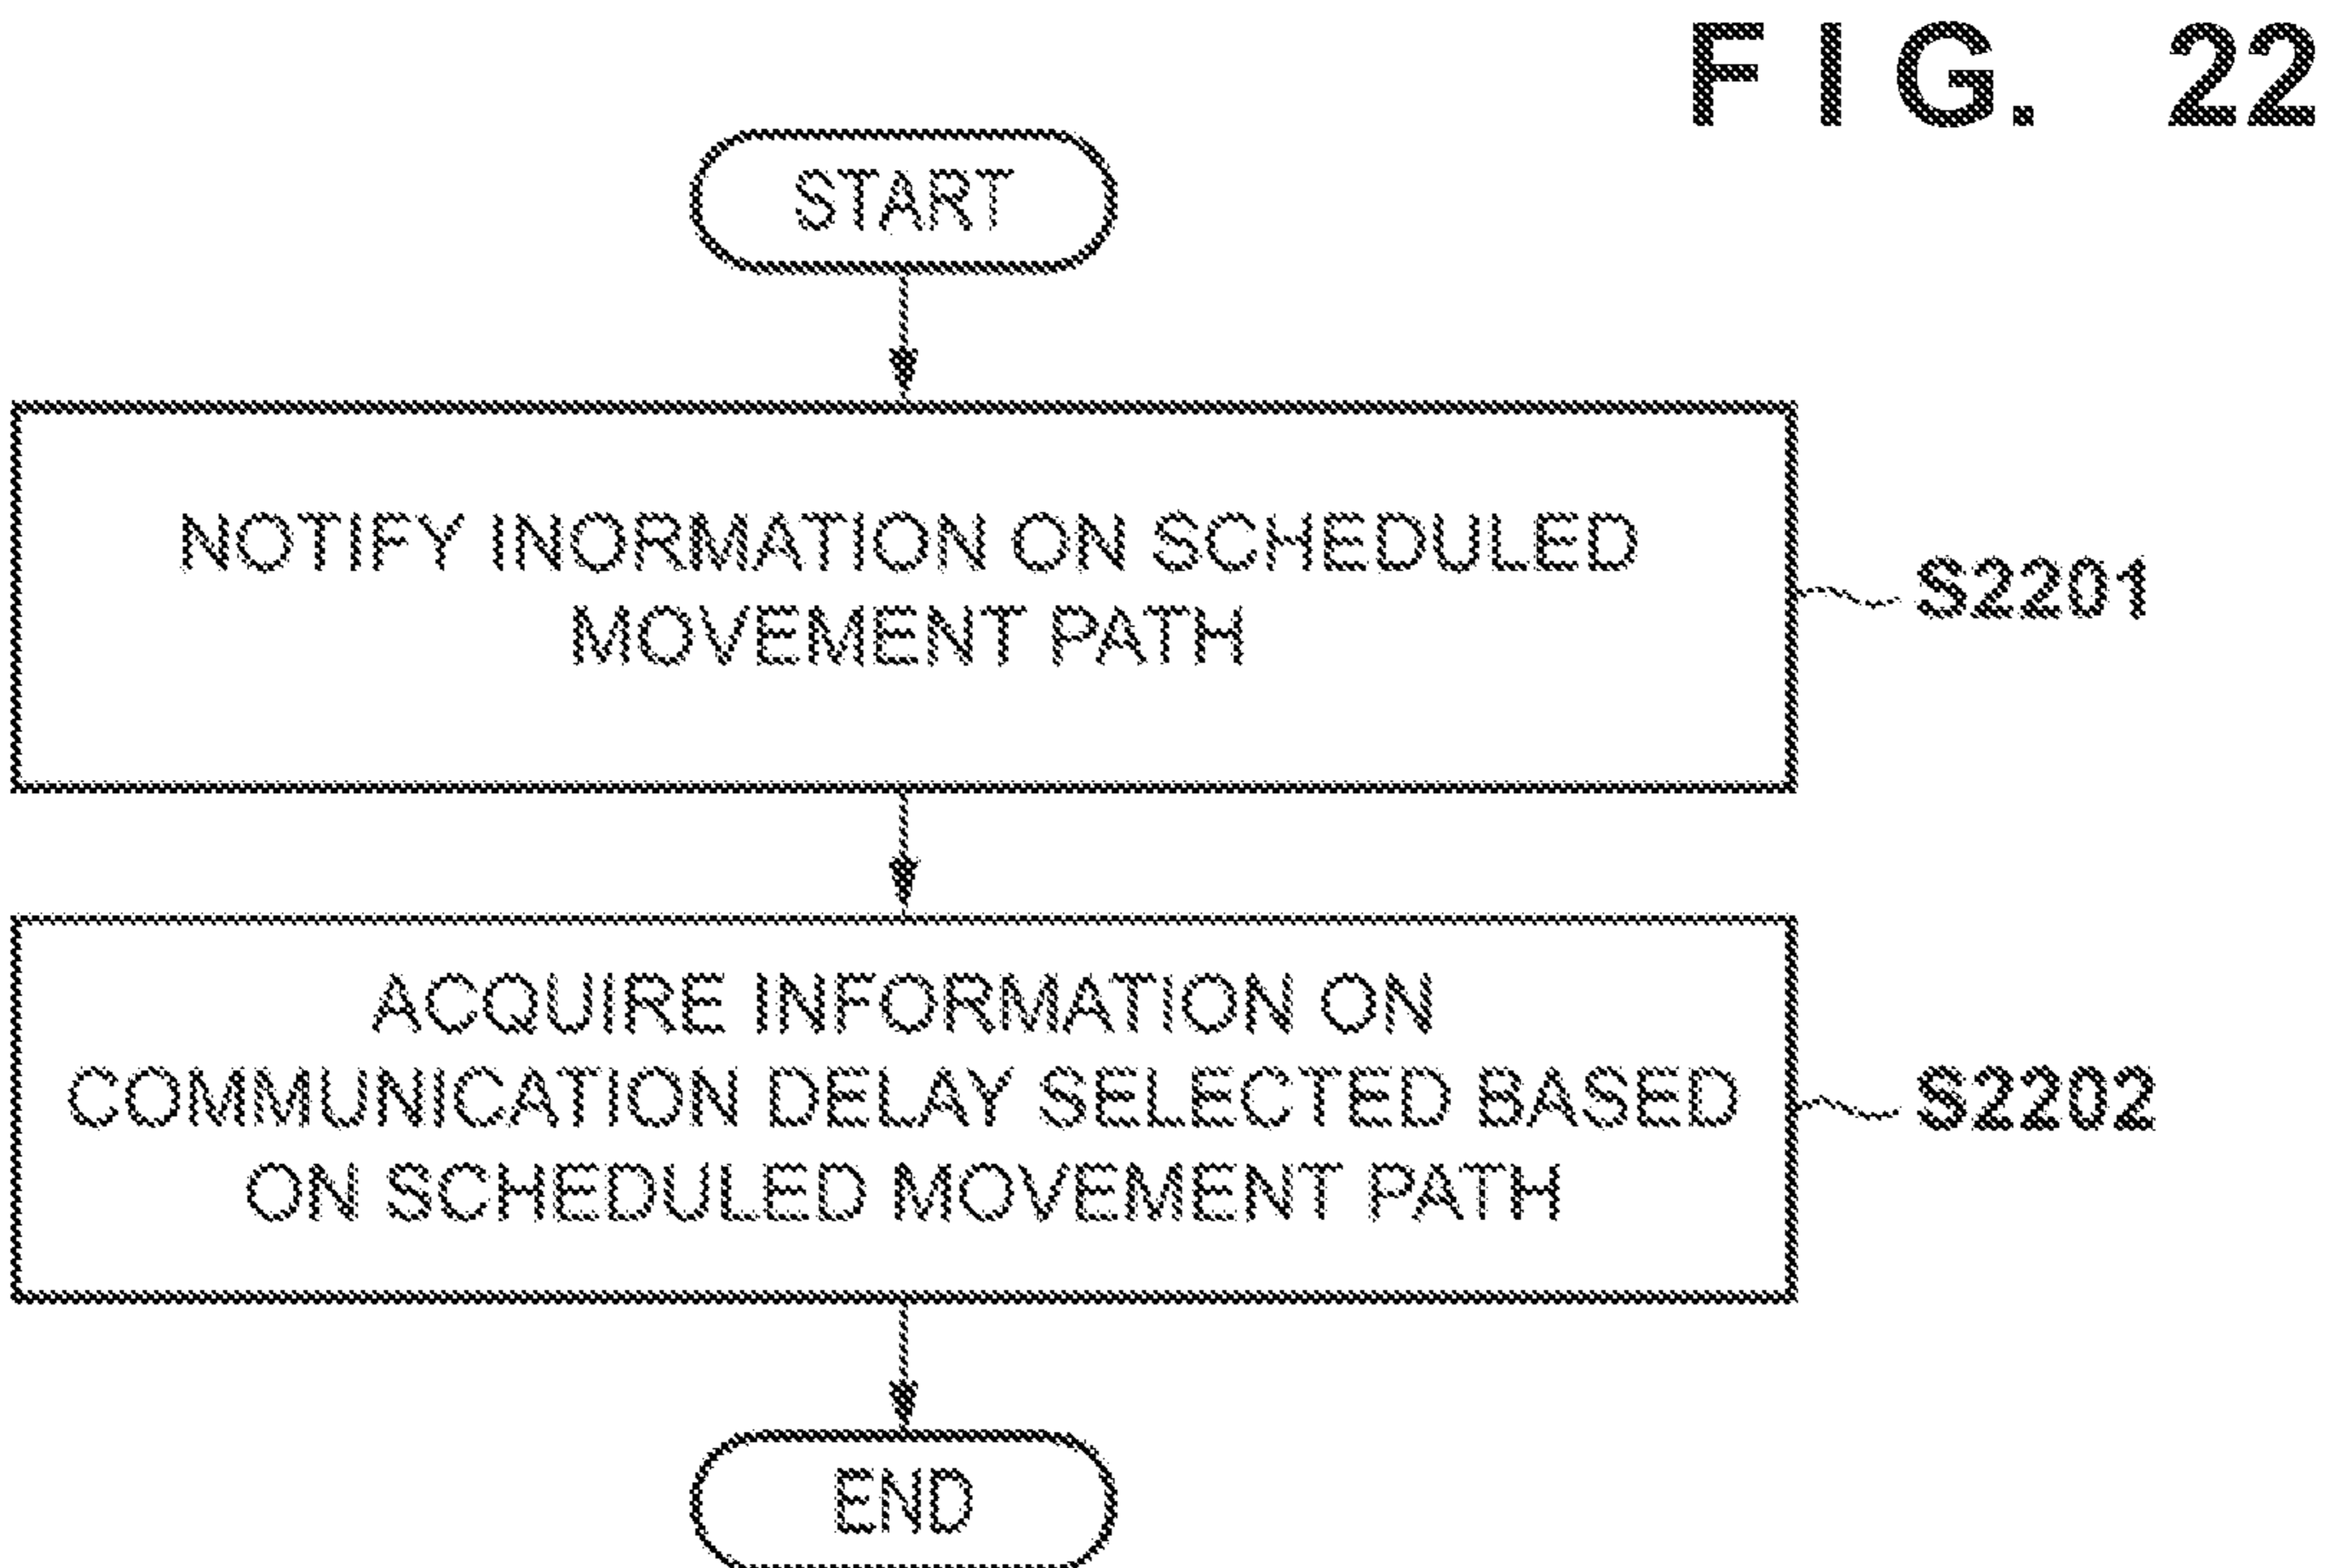 FIG. 22
START
NOTIFY INORMATION ON SCHEDULED
MOVEMENT PATH
S2201
ACQUIRE INFORMATION ON
COMMUNICATION DELAY SELECTED BASED
ON SCHEDULED MOVEMENT PATH
S2202
END